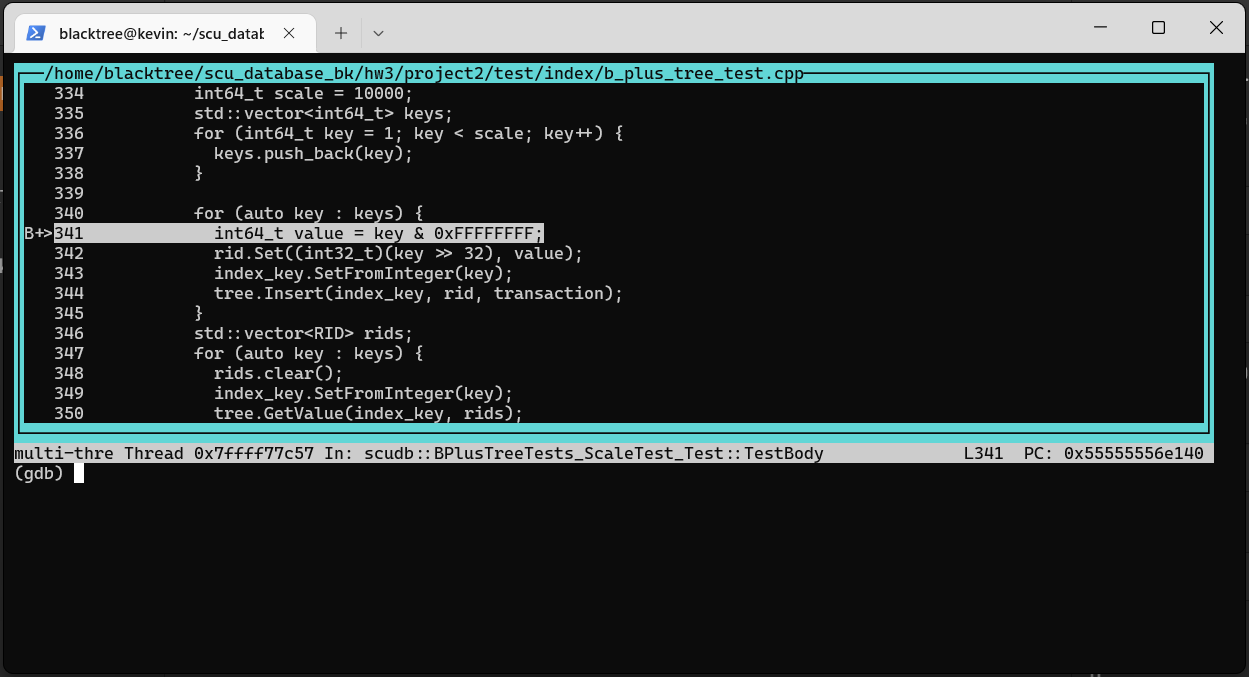 blacktree@kevin: ~/scu_datab
/home/blacktree/scu_database_bk/hw3/project2/test/index/b_plus_tree_test.cpp
334 int64_t scale = 10000;
335 std::vector<int64_t> keys;
336 for (int64_t key = 1; key < scale; key++) {
337 keys.push_back(key);
338 }
339
340 for (auto key : keys) {
B+>341 int64_t value = key & 0xFFFFFFFF;
342 rid.Set((int32_t)(key >> 32), value);
343 index_key.SetFromInteger(key);
344 tree.Insert(index_key, rid, transaction);
345 }
346 std::vector<RID> rids;
347 for (auto key : keys) {
348 rids.clear();
349 index_key.SetFromInteger(key);
350 tree.GetValue(index_key, rids);
multi-thre Thread 0x7ffff77c57 In: scudb::BPlusTreeTests_ScaleTest_Test::TestBody L341 PC: 0x55555556e140
(gdb)